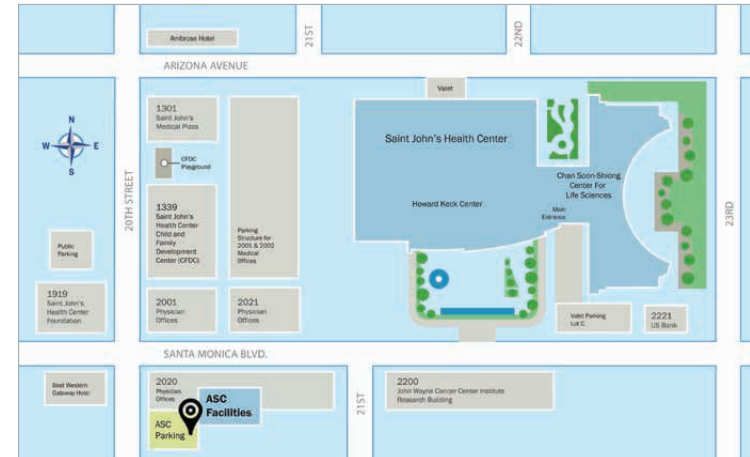 Ambrose Hotel
21ST
22ND
ARIZONA AVENUE
N
W
E
S
1301
Saint John's
Medical Plaza
CFDC
Playground
1339
Saint John's
Health Center
Child and
Family
Development
Center (CFDC)
Parking
Structure for
2001 & 2002
Medical
Offices
20TH STREET
Public
Parking
1919
Saint John's
Health Center
Foundation
2001
Physician
Offices
2021
Physician
Offices
Valet
Saint John's Health Center
Howard Keck Center
Chan Soon-Shiong
Center For
Life Sciences
Main
Entrance
23RD
Valet Parking
Lot C
2221
US Bank
SANTA MONICA BLVD.
Best Western
Gateway Hotel
2020
Physician
Offices
ASC
Facilities
ASC
Parking
21ST
2200
John Wayne Cancer Center Institute
Research Building